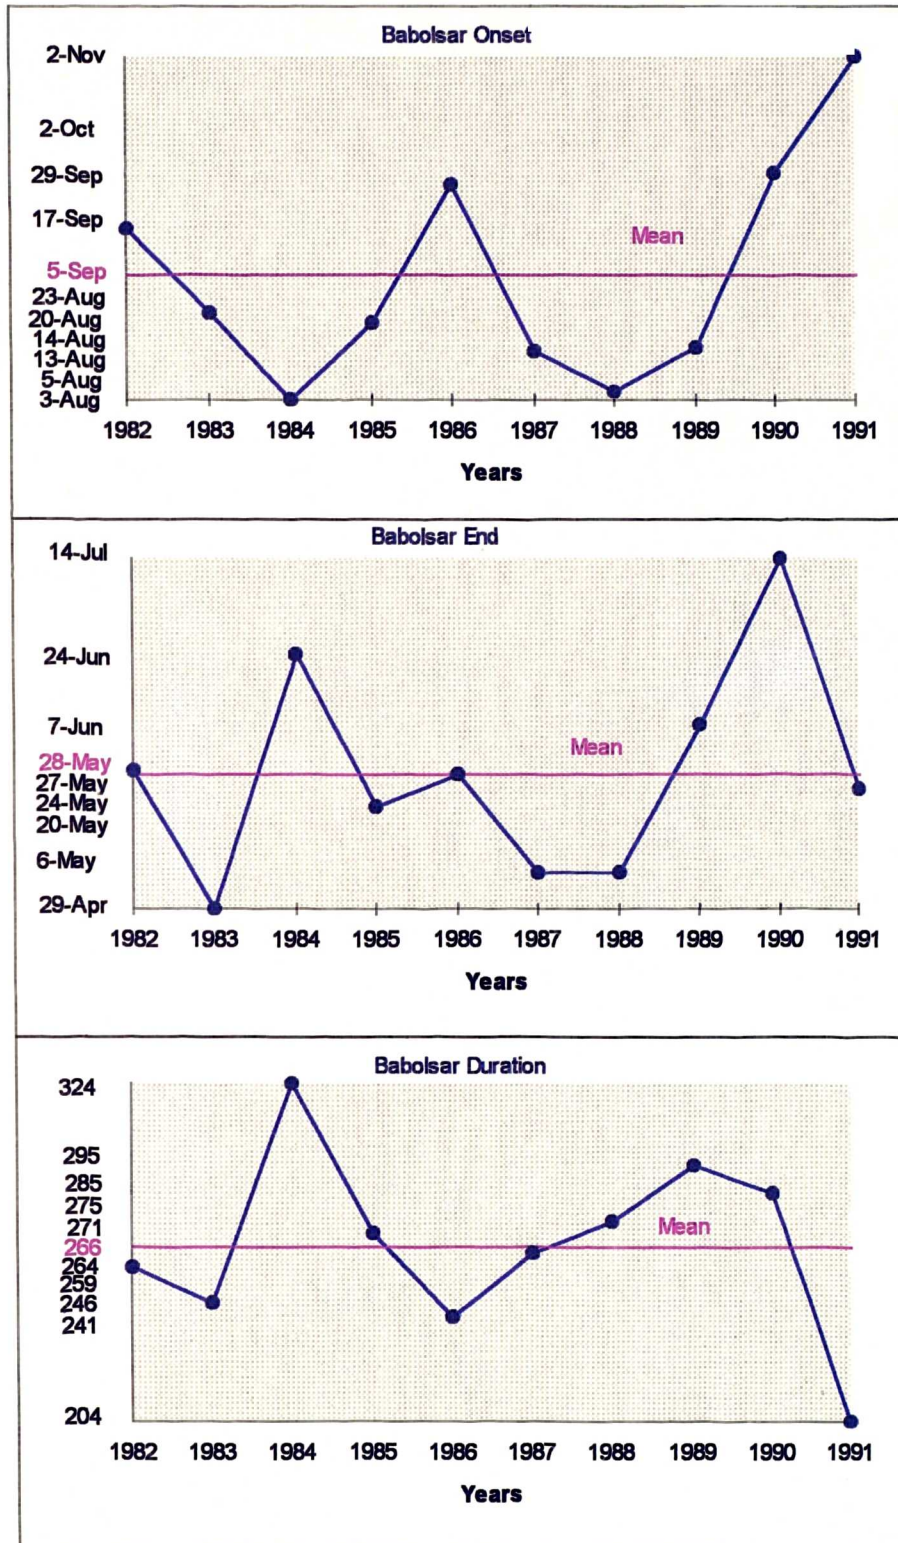 Babolsar Onset
2-Nov
2-Oct
29-Sep
17-Sep
Mean
5-Sep
23-Aug
20-Aug
14-Aug
13-Aug
5-Aug
3-Aug
1982 1983 1984 1985 1986 1987 1988 1989 1990 1991
Years
Babolsar End
14-Jul
24-Jun
7-Jun
Mean
28-May
27-May
24-May
20-May
6-May
29-Apr
1982 1983 1984 1985 1986 1987 1988 1989 1990 1991
Years
Babolsar Duration
324
295
285
275
271
Mean
266
264
259
246
241
204
1982 1983 1984 1985 1986 1987 1988 1989 1990 1991
Years